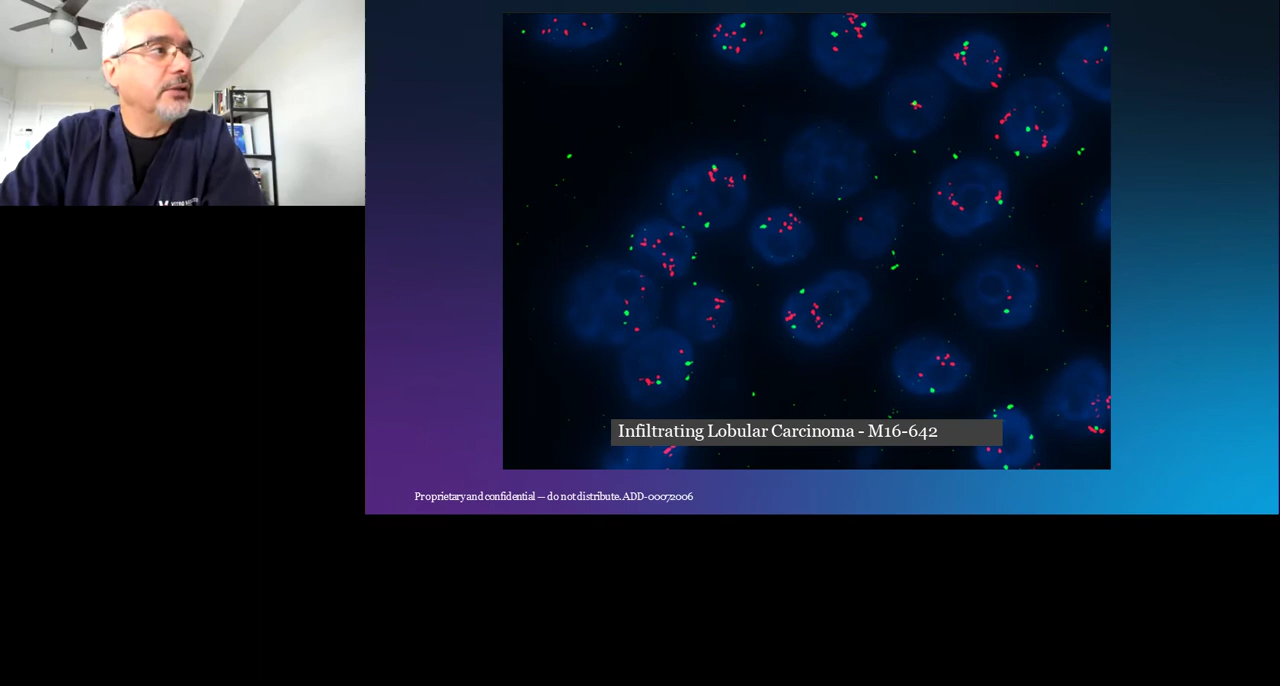 Infiltrating Lobular Carcinoma - M16-642
Proprietary and confidential — do not distribute. ADD-00072006